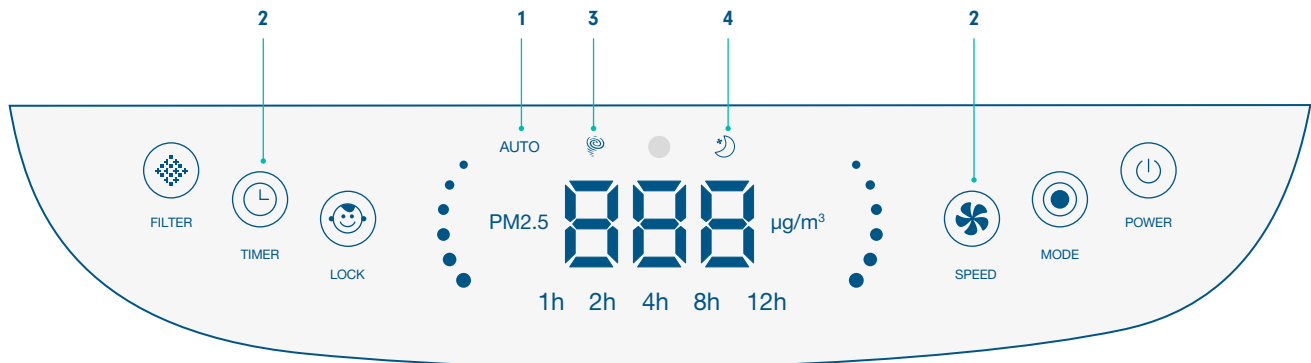 2 1 3 4 2
AUTO
FILTER
TIMER
LOCK
PM2.5 888 µg/m³
1h 2h 4h 8h 12h
SPEED
MODE
POWER